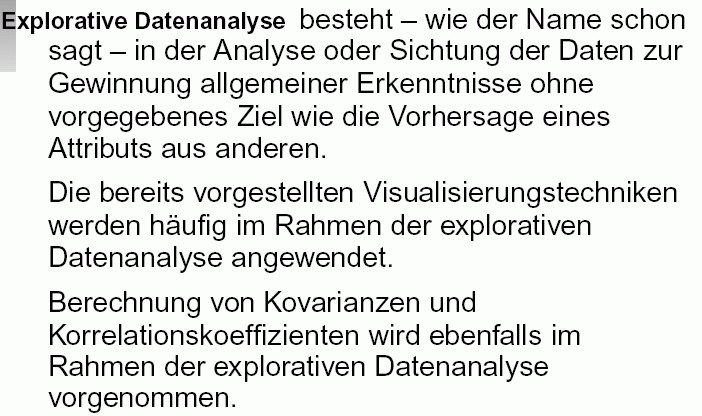 Explorative Datenanalyse besteht – wie der Name schon
sagt – in der Analyse oder Sichtung der Daten zur
Gewinnung allgemeiner Erkenntnisse ohne
vorgegebenes Ziel wie die Vorhersage eines
Attributs aus anderen.
Die bereits vorgestellten Visualisierungstechniken
werden häufig im Rahmen der explorativen
Datenanalyse angewendet.
Berechnung von Kovarianzen und
Korrelationskoeffizienten wird ebenfalls im
Rahmen der explorativen Datenanalyse
vorgenommen.